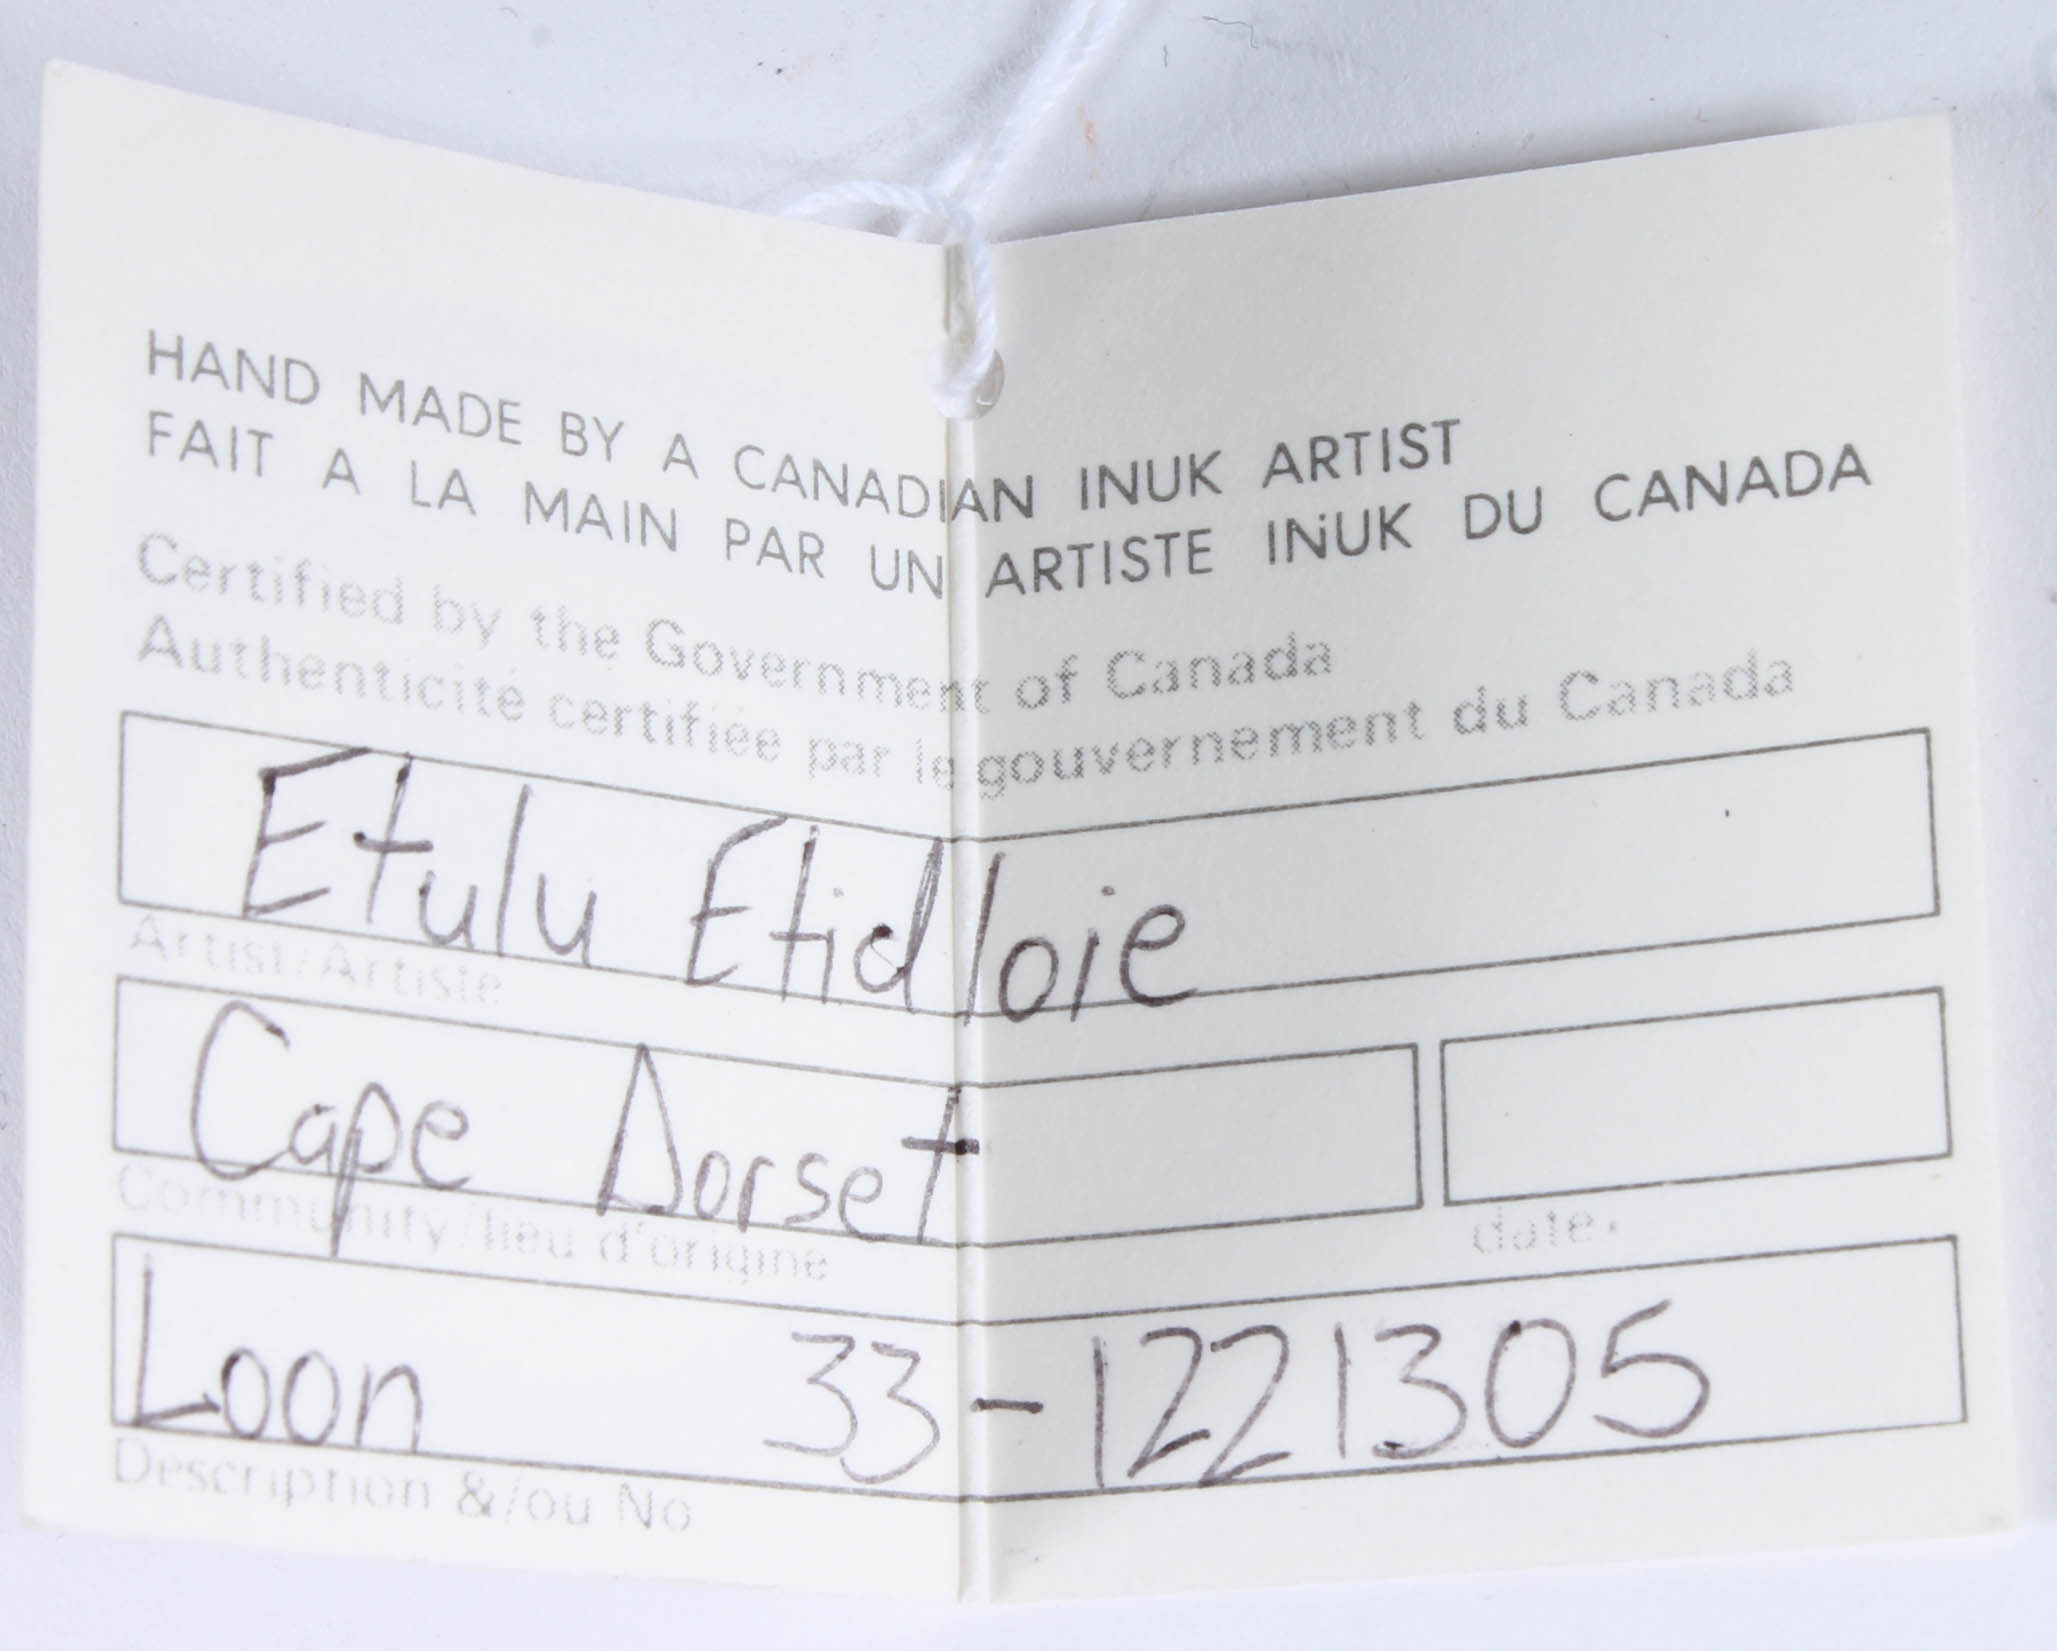 HAND MADE BY A CANADIAN INUK ARTIST
FAIT A LA MAIN PAR UN ARTISTE INUK DU CANADA
Certified by the Government of Canada
Authenticité certifiée par le gouvernement du Canada
Etulu Etidloie
Artist/Artiste
Cape Dorset
Community/lieu d'origine
date.
Loon 33-1221305
Description &/ou No